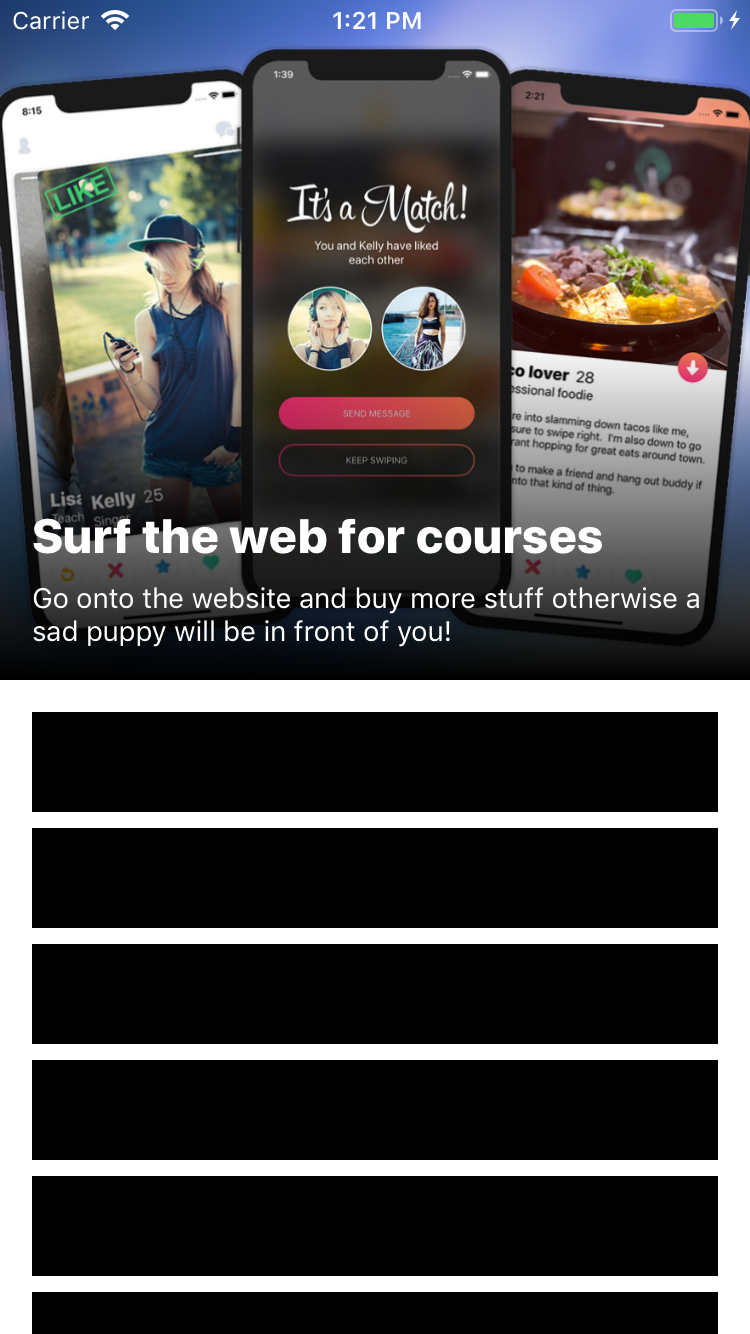 Carrier 1:21 PM
8:15
LIKE
Lisa Kelly 25
Teach Singer
1:39
It's a Match!
You and Kelly have liked
each other
SEND MESSAGE
KEEP SWIPING
2:21
co lover 28
essional foodie
re into slamming down tacos like me,
sure to swipe right. I'm also down to go
rant hopping for great eats around town.
to make a friend and hang out buddy if
nto that kind of thing.
Surf the web for courses
Go onto the website and buy more stuff otherwise a
sad puppy will be in front of you!